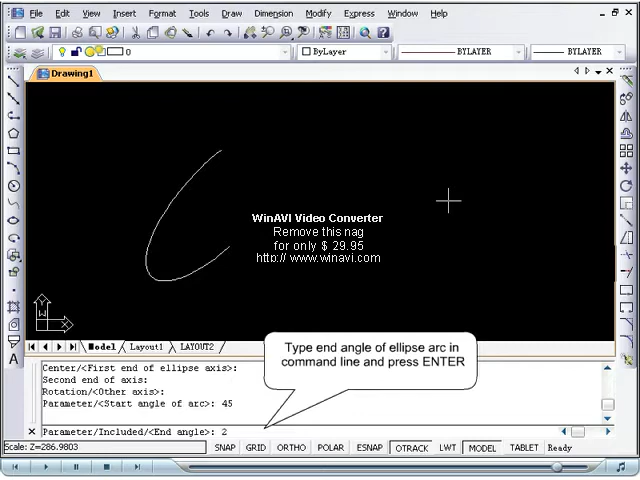 File Edit View Insert Format Tools Draw Dimension Modify Express Window Help
0 ByLayer BYLAYER BYLAYER
Drawing1
WinAVI Video Converter
Remove this nag
for only $ 29.95
http:// www.winavi.com
Y
W X
Model Layout1 LAYOUT2
Type end angle of ellipse arc in
command line and press ENTER
Center/<First end of ellipse axis>:
Second end of axis:
Rotation/<Other axis>:
Parameter/<Start angle of arc>: 45
Parameter/Included/<End angle>: 2
Scale: Z=286.9803 SNAP GRID ORTHO POLAR ESNAP OTRACK LWT MODEL TABLET Ready